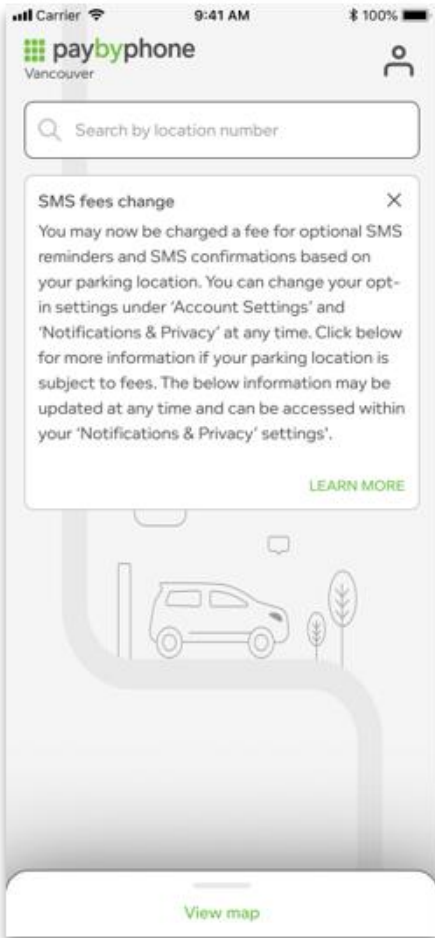 Carrier 9:41 AM 100%
paybyphone
Vancouver
Search by location number
SMS fees change
You may now be charged a fee for optional SMS
reminders and SMS confirmations based on
your parking location. You can change your opt-
in settings under ‘Account Settings’ and
‘Notifications & Privacy’ at any time. Click below
for more information if your parking location is
subject to fees. The below information may be
updated at any time and can be accessed within
your ‘Notifications & Privacy’ settings’.
LEARN MORE
View map